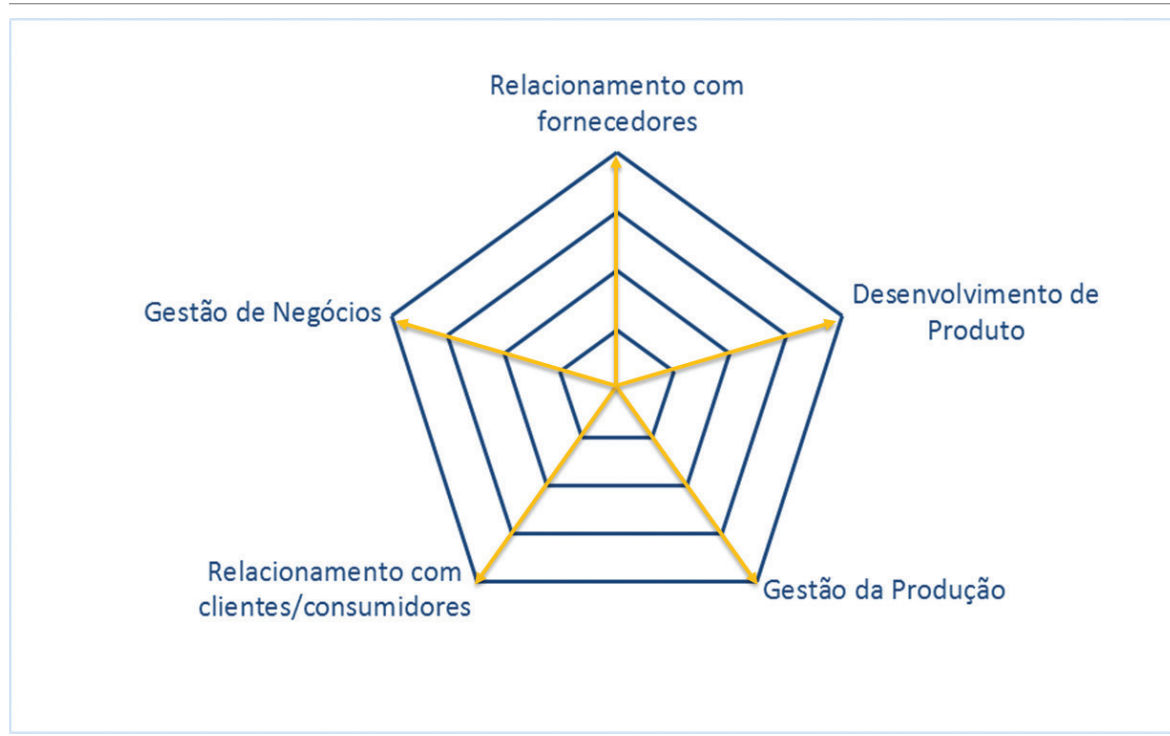 Relacionamento com
fornecedores
Gestão de Negócios
Desenvolvimento de
Produto
Relacionamento com
clientes/consumidores
Gestão da Produção